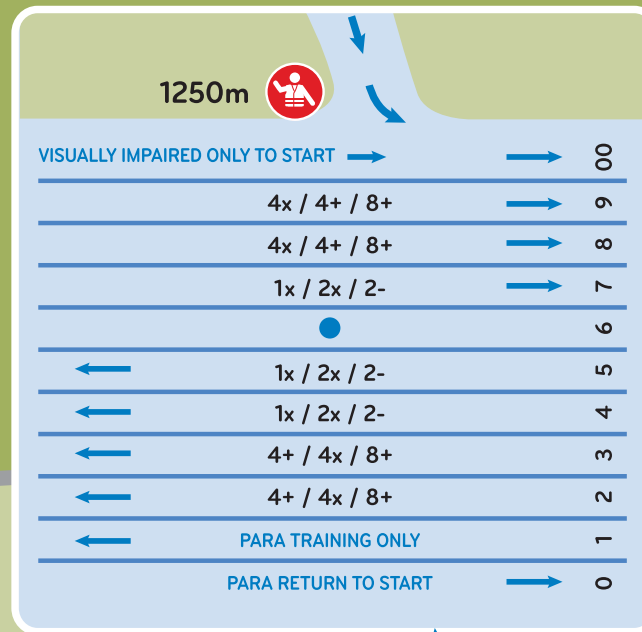 1250m
VISUALLY IMPAIRED ONLY TO START 00
4x / 4+ / 8+ 9
4x / 4+ / 8+ 8
1x / 2x / 2- 7
6
1x / 2x / 2- 5
1x / 2x / 2- 4
4+ / 4x / 8+ 3
4+ / 4x / 8+ 2
PARA TRAINING ONLY 1
PARA RETURN TO START 0